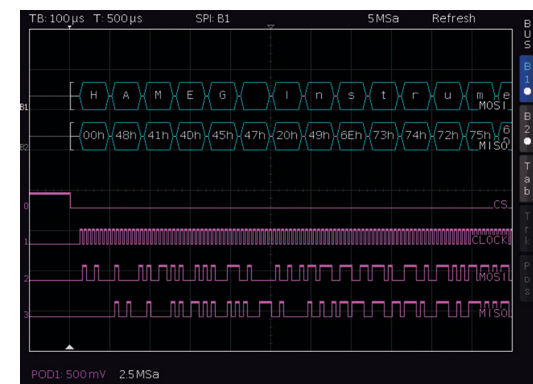 TB: 100µs T: 500µs SPI: B1 5MSa Refresh
BUS
B1
H A M E G I n s t r u m e
B1 MOSI
B2
00h 48h 41h 4Dh 45h 47h 20h 49h 6Eh 73h 74h 72h 75h 6
B2 MISO
Tab
0 CS
Trk
1 CLOCK
2 MOSI
Pos
3 MISO
POD1: 500mV 2.5MSa